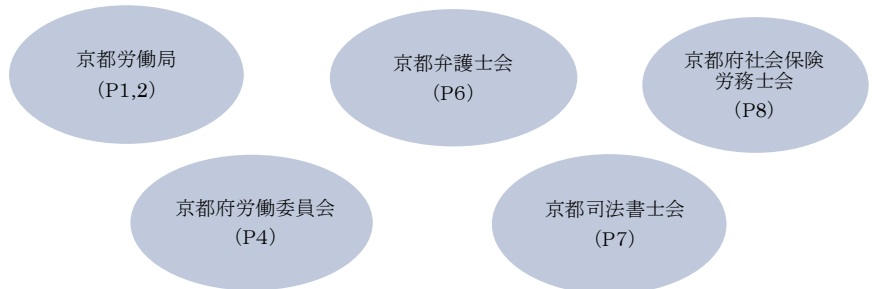 京都労働局
（P1,2）
京都弁護士会
（P6）
京都府社会保険
労務士会
（P8）
京都府労働委員会
（P4）
京都司法書士会
（P7）